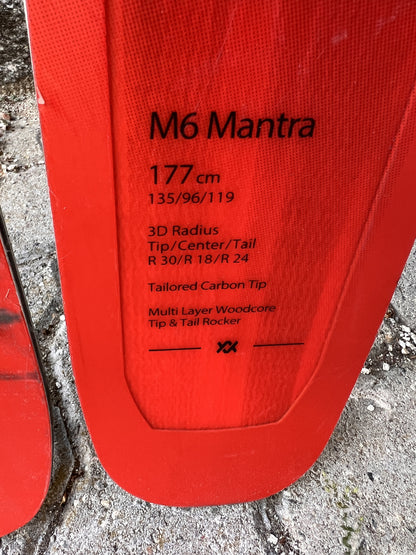 M6 Mantra
177 cm
135/96/119
3D Radius
Tip/Center/Tail
R 30/R 18/R 24
Tailored Carbon Tip
Multi Layer Woodcore
Tip & Tail Rocker